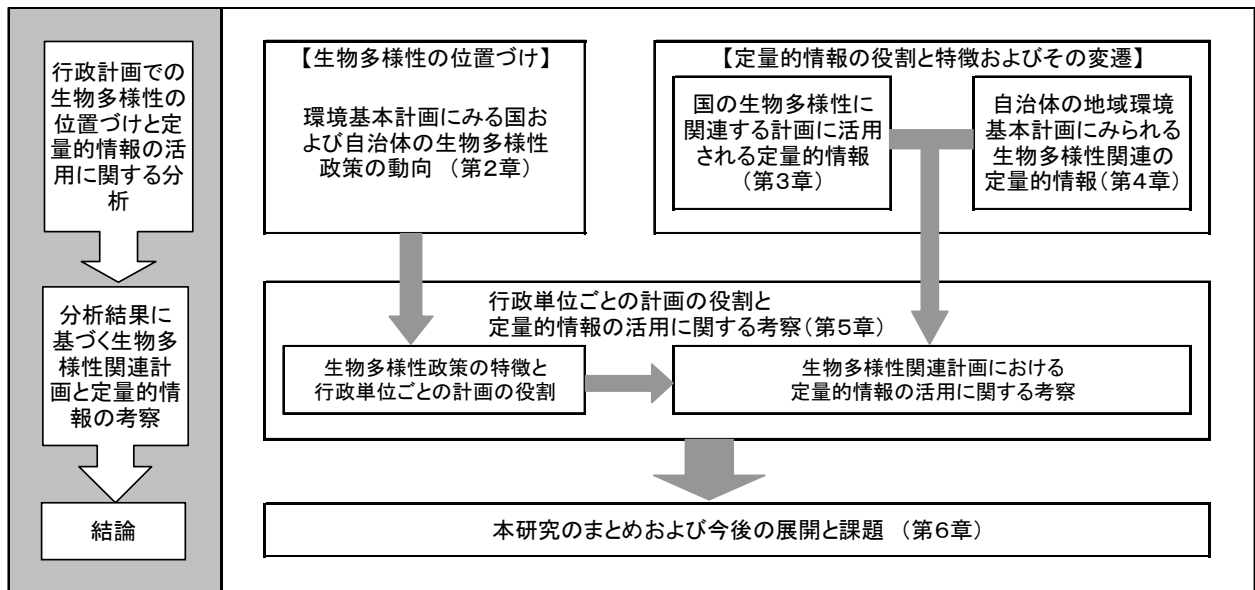 行政計画での
生物多様性の
位置づけと定
量的情報の活
用に関する分
析
分析結果に
基づく生物多
様性関連計
画と定量的情
報の考察
結論
【生物多様性の位置づけ】
環境基本計画にみる国お
よび自治体の生物多様性
政策の動向 (第2章)
【定量的情報の役割と特徴およびその変遷】
国の生物多様性に
関連する計画に活用
される定量的情報
(第3章)
自治体の地域環境
基本計画にみられる
生物多様性関連の
定量的情報(第4章)
行政単位ごとの計画の役割と
定量的情報の活用に関する考察(第5章)
生物多様性政策の特徴と
行政単位ごとの計画の役割
生物多様性関連計画における
定量的情報の活用に関する考察
本研究のまとめおよび今後の展開と課題 (第6章)